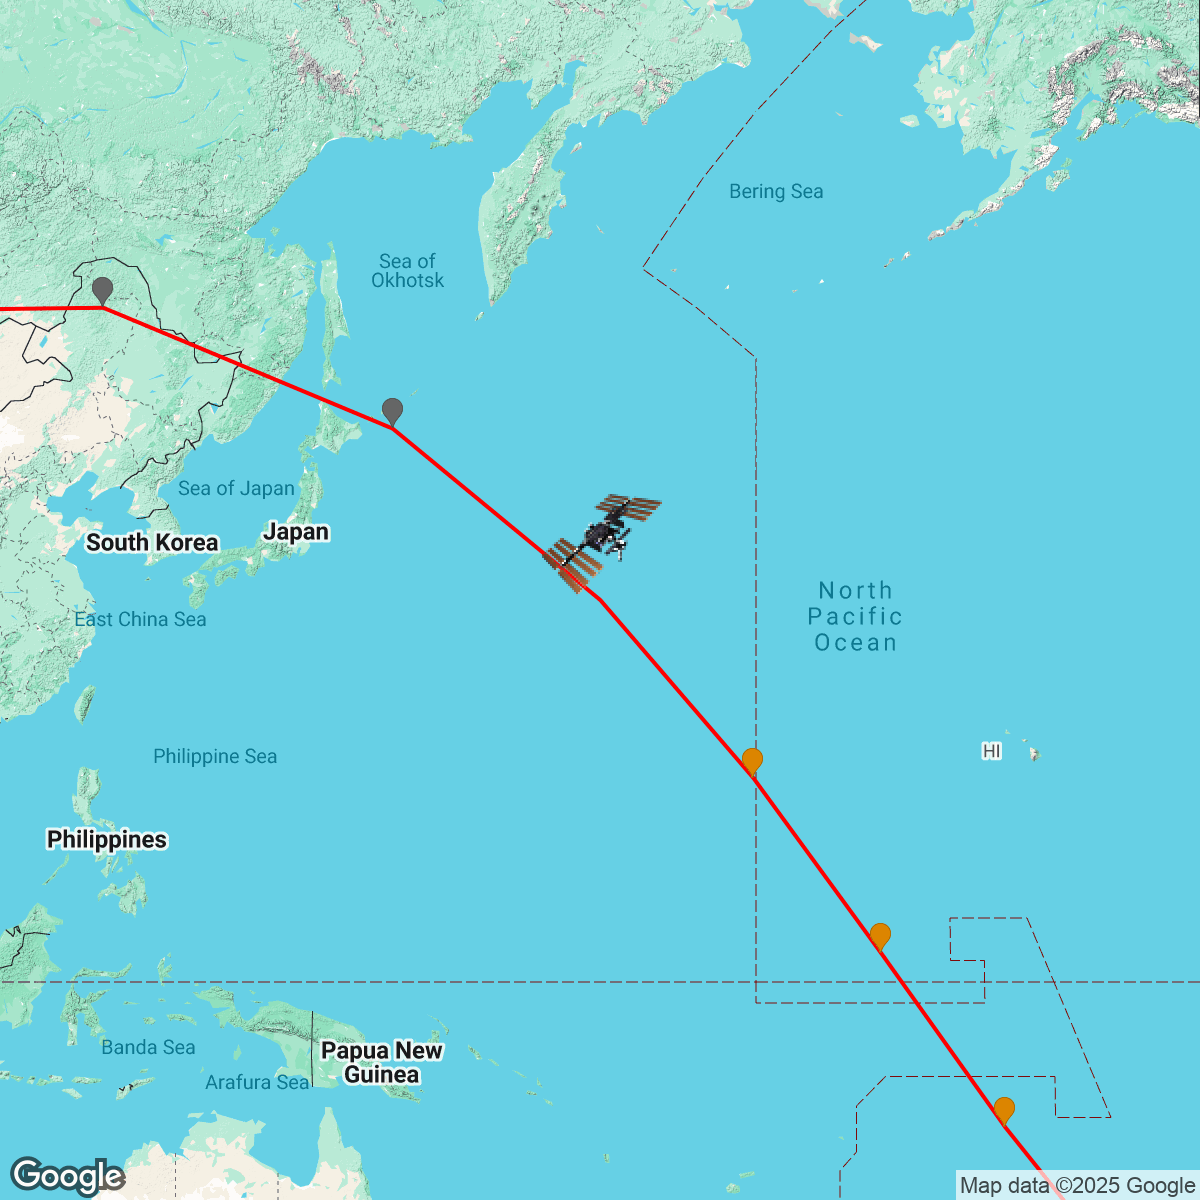 Bering Sea
Sea of
Okhotsk
Sea of Japan
Japan
South Korea
North
Pacific
Ocean
East China Sea
HI
Philippine Sea
Philippines
Banda Sea
Papua New
Guinea
Arafura Sea
Google
Map data ©2025 Google